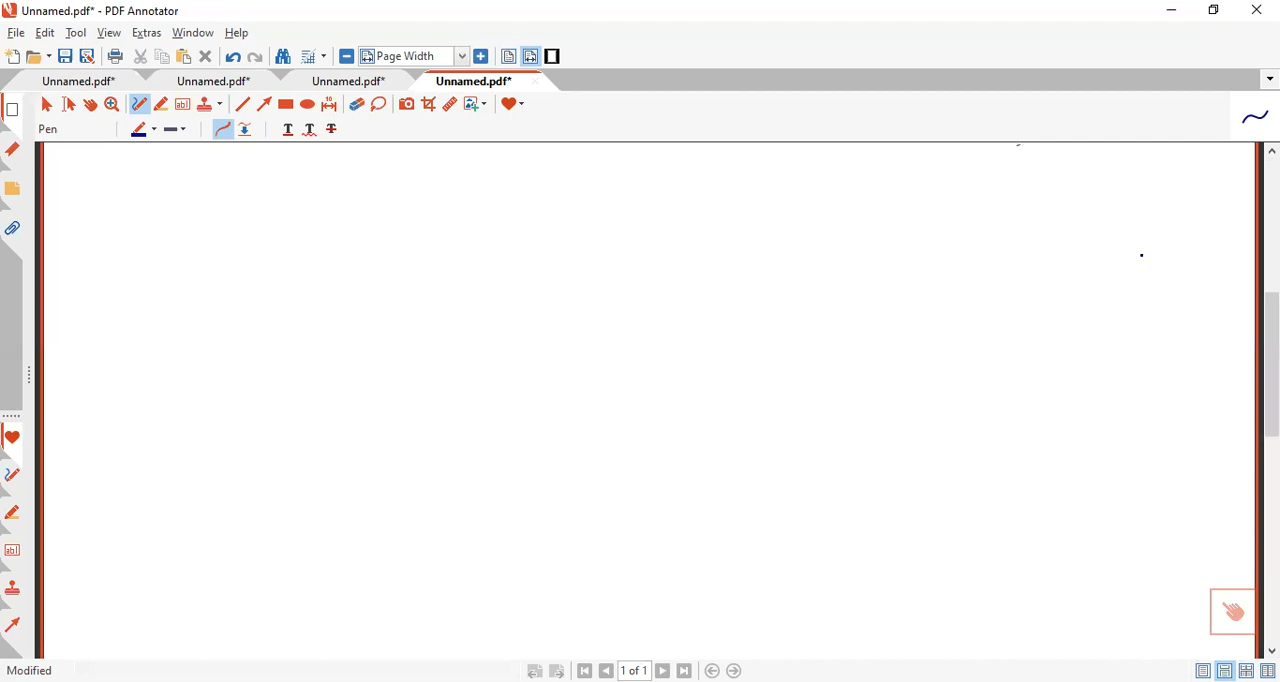 Unnamed.pdf* - PDF Annotator
File Edit Tool View Extras Window Help
Page Width
Unnamed.pdf* Unnamed.pdf* Unnamed.pdf* Unnamed.pdf*
Pen
Modified
1 of 1